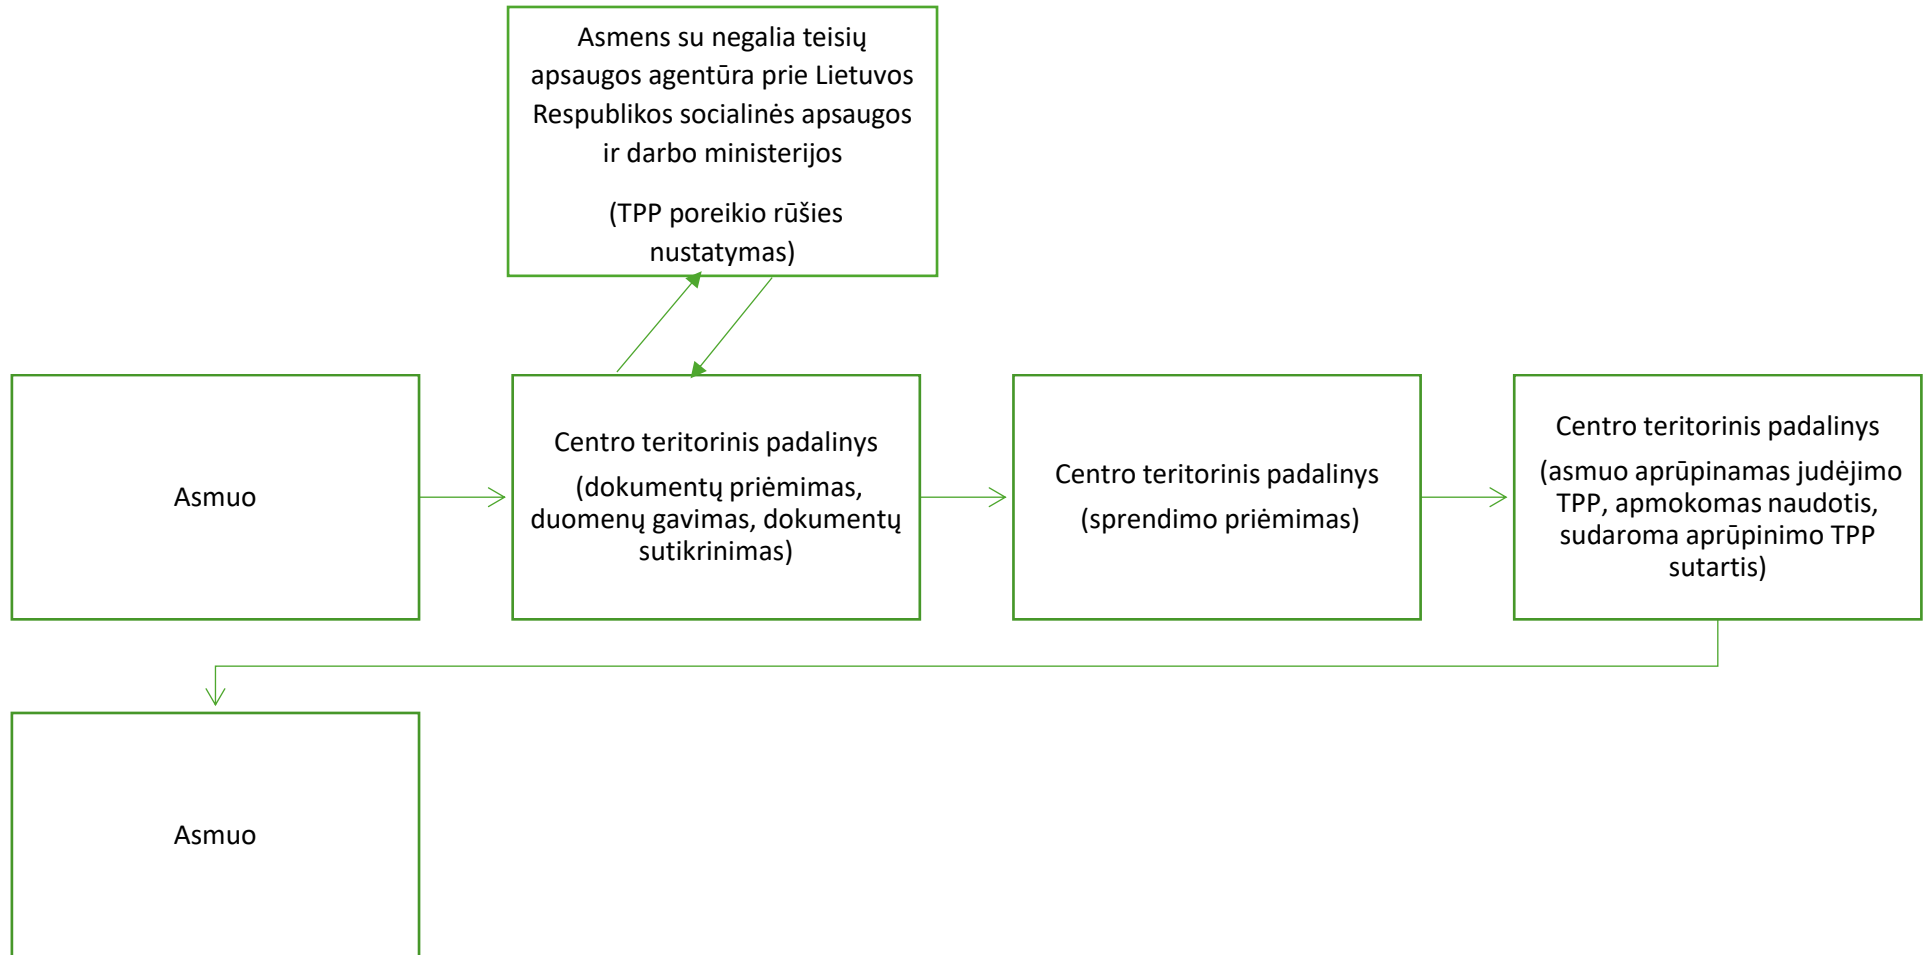 Asmens su negalia teisių
apsaugos agentūra prie Lietuvos
Respublikos socialinės apsaugos
ir darbo ministerijos
(TPP poreikio rūšies
nustatymas)
Asmuo
Centro teritorinis padalinys
(dokumentų priėmimas,
duomenų gavimas, dokumentų
sutikrinimas)
Centro teritorinis padalinys
(sprendimo priėmimas)
Centro teritorinis padalinys
(asmuo aprūpinamas judėjimo
TPP, apmokomas naudotis,
sudaroma aprūpinimo TPP
sutartis)
Asmuo